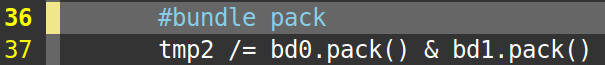 36 #bundle pack
37 tmp2 /= bd0.pack() & bd1.pack()